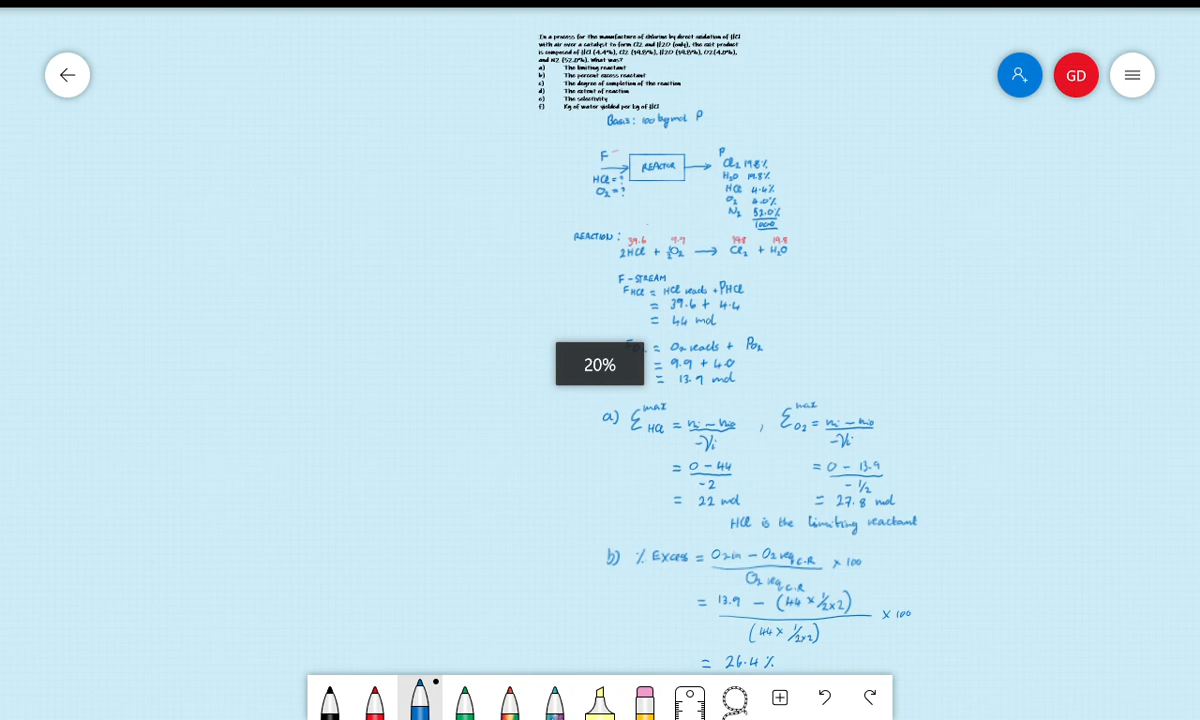 In a process for the manufacture of chlorine by direct oxidation of HCl
with air over a catalyst to form Cl2 and H2O (only), the exit product
is composed of HCl (4.4%), Cl2 (19.8%), H2O (19.8%), O2(4.0%),
and N2 (52.0%). What was?
a) The limiting reactant
b) The percent excess reactant
c) The degree of completion of the reaction
d) The extent of reaction
e) The selectivity
f) Kg of water yielded per kg of HCl
Basis: 100 kgmol P
GD
F
REACTOR
P
HCl = ?
O2 = ?
Cl2 19.8%
H2O 19.8%
HCl 4.4%
O2 4.0%
N2 52.0%
REACTION:
39.6 9.9 19.8 19.8
2HCl + ½O2 → Cl2 + H2O
F-STREAM
FHCl = HCl reacts + PHCl
= 39.6 + 4.4
= 44 mol
= O2 reacts + PO2
= 9.9 + 4.0
= 13.9 mol
20%
a) Σ max HCl = ni - nio / -Vi , Σ max O2 = ni - nio / -Vi
= 0 - 44 / -2 = 0 - 13.9 / -1/2
= 22 mol = 27.8 mol
HCl is the limiting reactant
b) % Excess = O2 in - O2 req C.R / O2 req C.R × 100
= 13.9 - (44 × 1/2×2) / (44 × 1/2×2) × 100
= 26.4 %